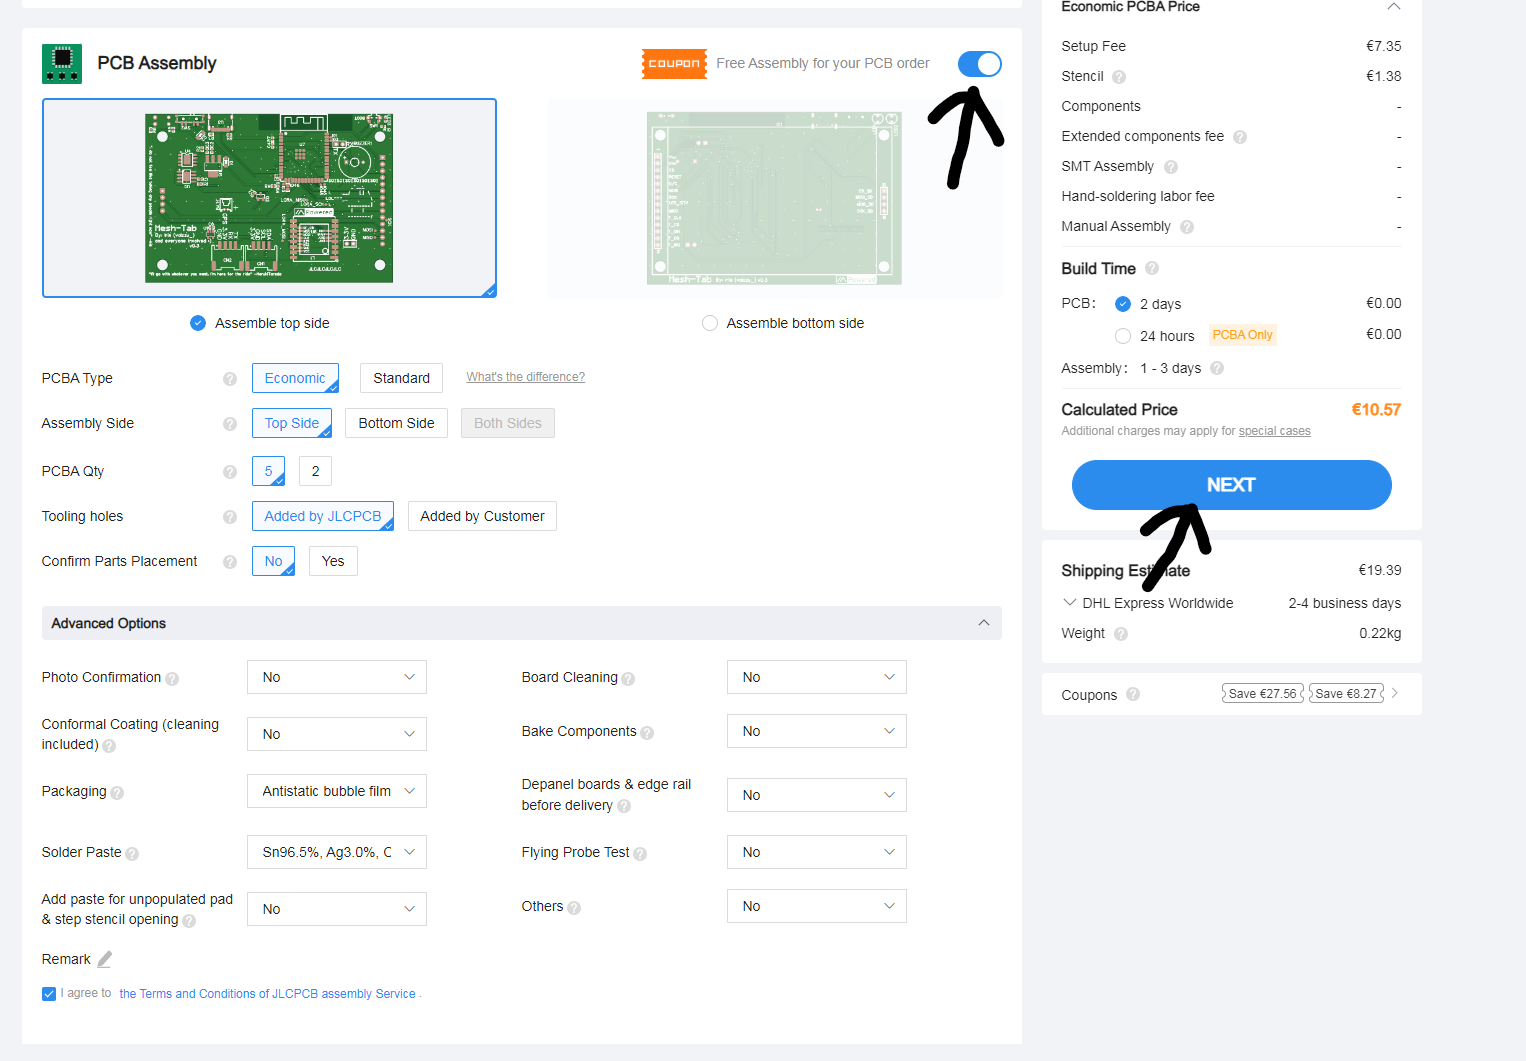 Economic PCBA Price
PCB Assembly
COUPON
Free Assembly for your PCB order
Setup Fee
€7.35
Stencil
€1.38
Components
-
Extended components fee
-
SMT Assembly
-
Hand-soldering labor fee
-
Manual Assembly
-
Mesh-Tab
Powered
Assemble top side
Assemble bottom side
PCBA Type
Economic
Standard
What's the difference?
Assembly Side
Top Side
Bottom Side
Both Sides
PCBA Qty
5
2
Tooling holes
Added by JLCPCB
Added by Customer
Confirm Parts Placement
No
Yes
Build Time
PCB:
2 days
€0.00
24 hours
PCBA Only
€0.00
Assembly:
1 - 3 days
Calculated Price
€10.57
Additional charges may apply for special cases
NEXT
Shipping Estimate
€19.39
DHL Express Worldwide
2-4 business days
Weight
0.22kg
Coupons
Save €27.56
Save €8.27
Advanced Options
Photo Confirmation
No
Board Cleaning
No
Conformal Coating (cleaning
included)
No
Bake Components
No
Packaging
Antistatic bubble film
Depanel boards & edge rail
before delivery
No
Solder Paste
Sn96.5%, Ag3.0%, C
Flying Probe Test
No
Add paste for unpopulated pad
& step stencil opening
No
Others
No
Remark
I agree to the Terms and Conditions of JLCPCB assembly Service .